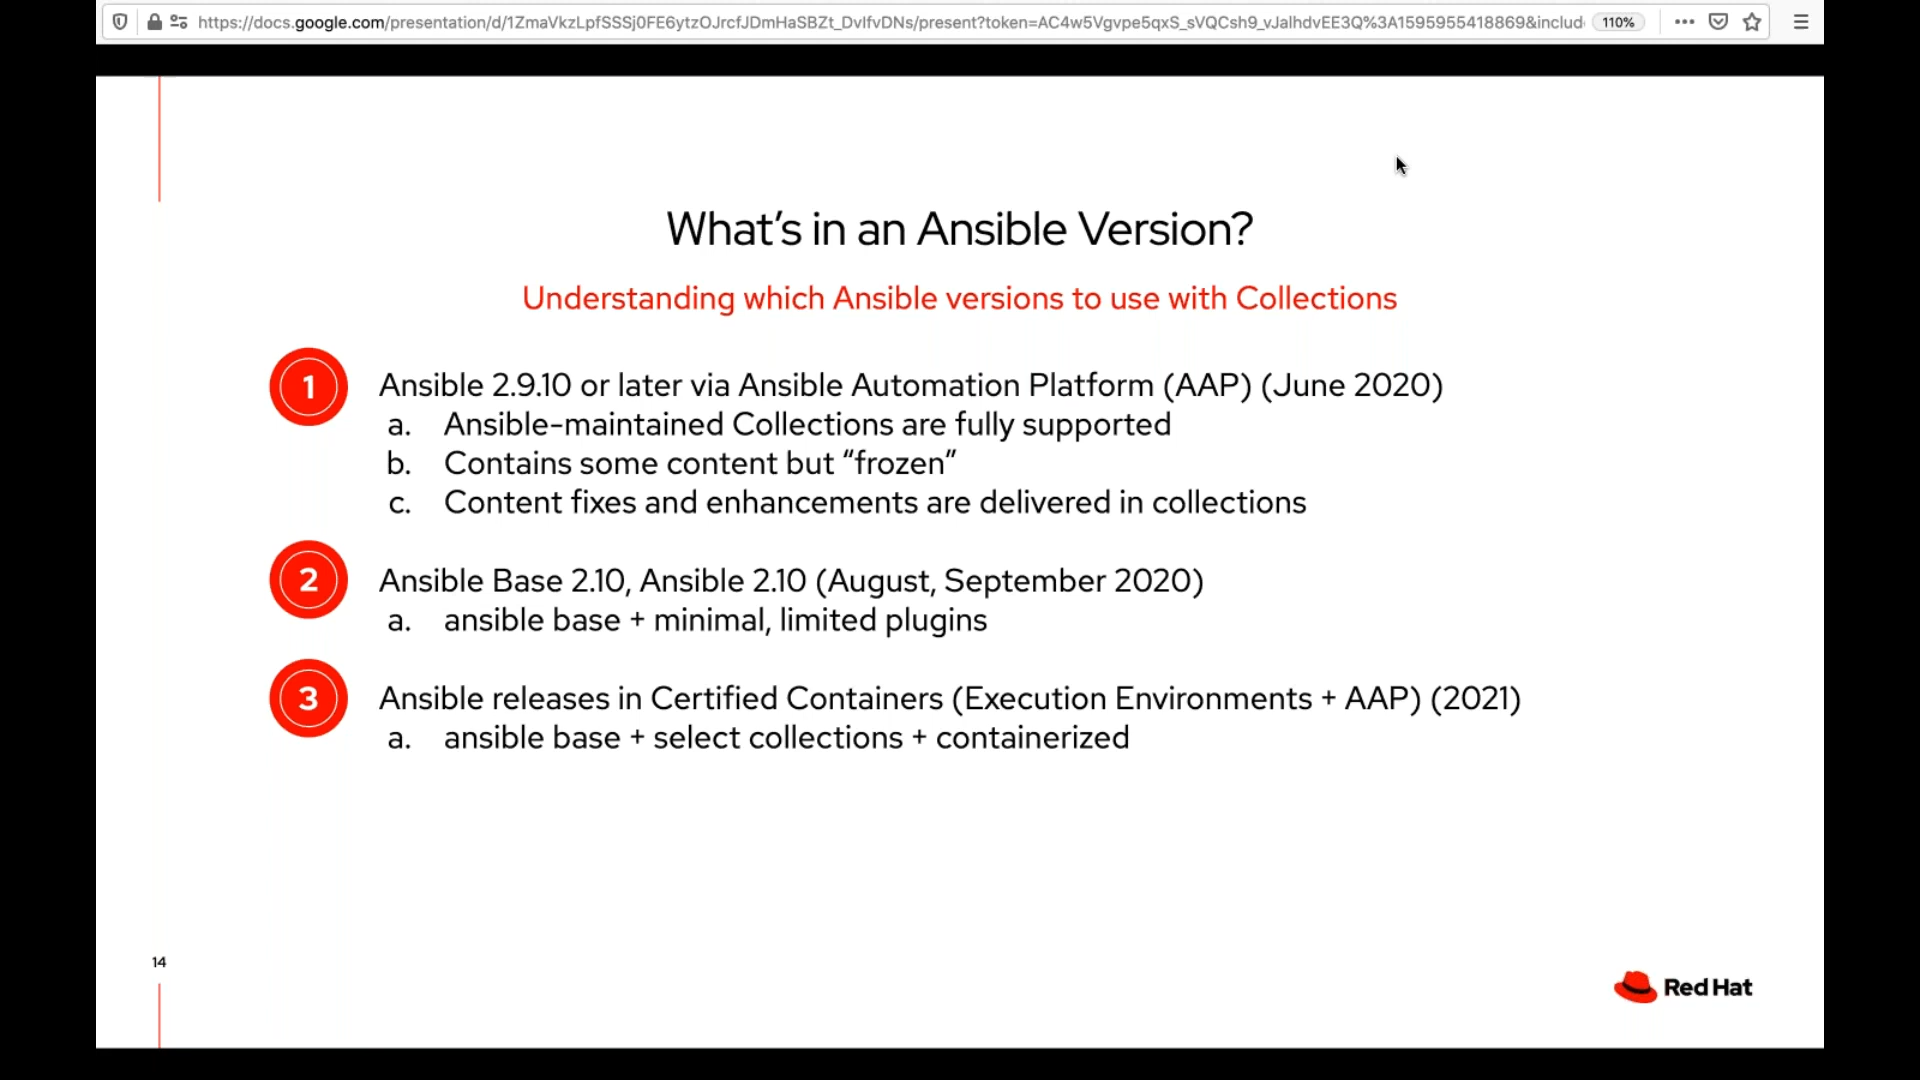 https://docs.google.com/presentation/d/1ZmaVkzLpfSSSj0FE6ytzOJrcfJDmHaSBZt_DvlfvDNs/present?token=AC4w5Vgvpe5qxS_sVQCsh9_vJalhdvEE3Q%3A1595955418869&includ 110%
What's in an Ansible Version?
Understanding which Ansible versions to use with Collections
1 Ansible 2.9.10 or later via Ansible Automation Platform (AAP) (June 2020)
a. Ansible-maintained Collections are fully supported
b. Contains some content but “frozen”
c. Content fixes and enhancements are delivered in collections
2 Ansible Base 2.10, Ansible 2.10 (August, September 2020)
a. ansible base + minimal, limited plugins
3 Ansible releases in Certified Containers (Execution Environments + AAP) (2021)
a. ansible base + select collections + containerized
14
Red Hat